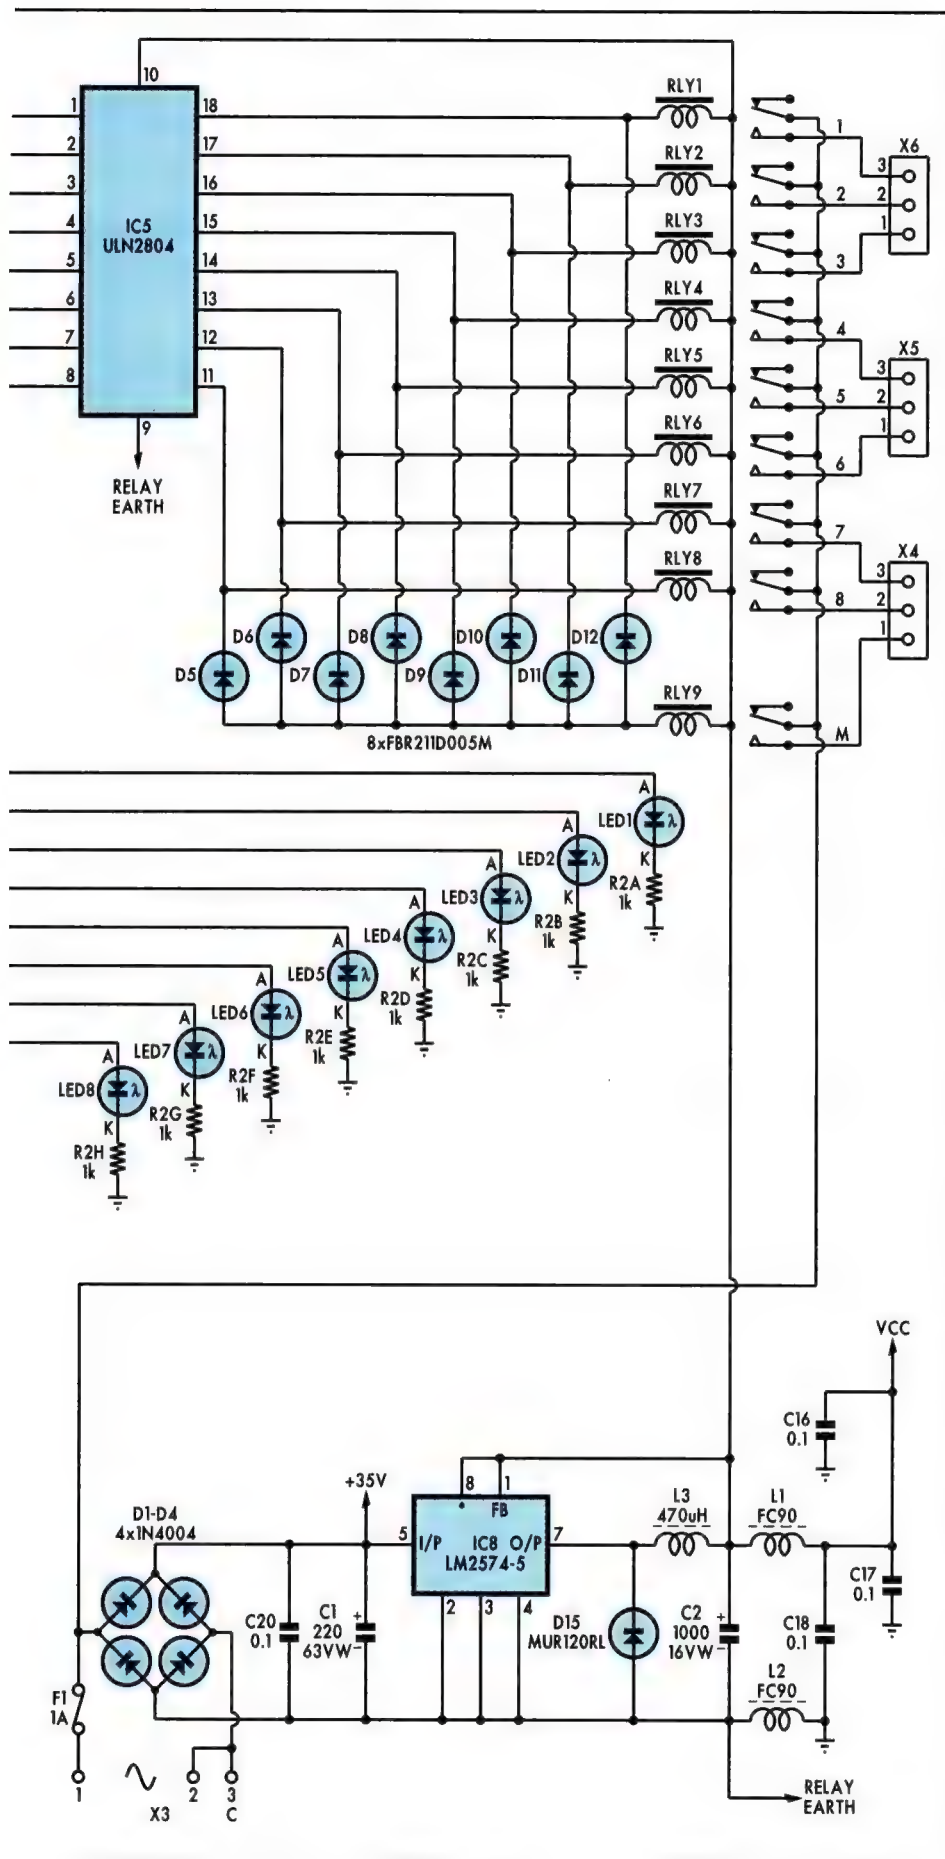 10
1
2
3
4
5
6
7
8
IC5
ULN2804
18
17
16
15
14
13
12
11
9
RELAY
EARTH
RLY1
RLY2
RLY3
RLY4
RLY5
RLY6
RLY7
RLY8
RLY9
1
2
3
4
5
6
7
8
M
X6
3
2
1
X5
3
2
1
X4
3
2
1
D5
D6
D7
D8
D9
D10
D11
D12
8xFBR211D005M
A
LED1
λ
K
R2A
1k
A
LED2
λ
K
R2B
1k
A
LED3
λ
K
R2C
1k
A
LED4
λ
K
R2D
1k
A
LED5
λ
K
R2E
1k
A
LED6
λ
K
R2F
1k
A
LED7
λ
K
R2G
1k
A
LED8
λ
K
R2H
1k
VCC
C16
0.1
+35V
D1-D4
4x1N4004
8
1
FB
5
I/P
IC8
O/P
7
LM2574-5
2
3
4
L3
470uH
L1
FC90
C17
0.1
C20
0.1
C1
220
63VW
+
–
D15
MUR120RL
C2
1000
16VW
+
–
C18
0.1
L2
FC90
F1
1A
1
2
3
X3
C
RELAY
EARTH